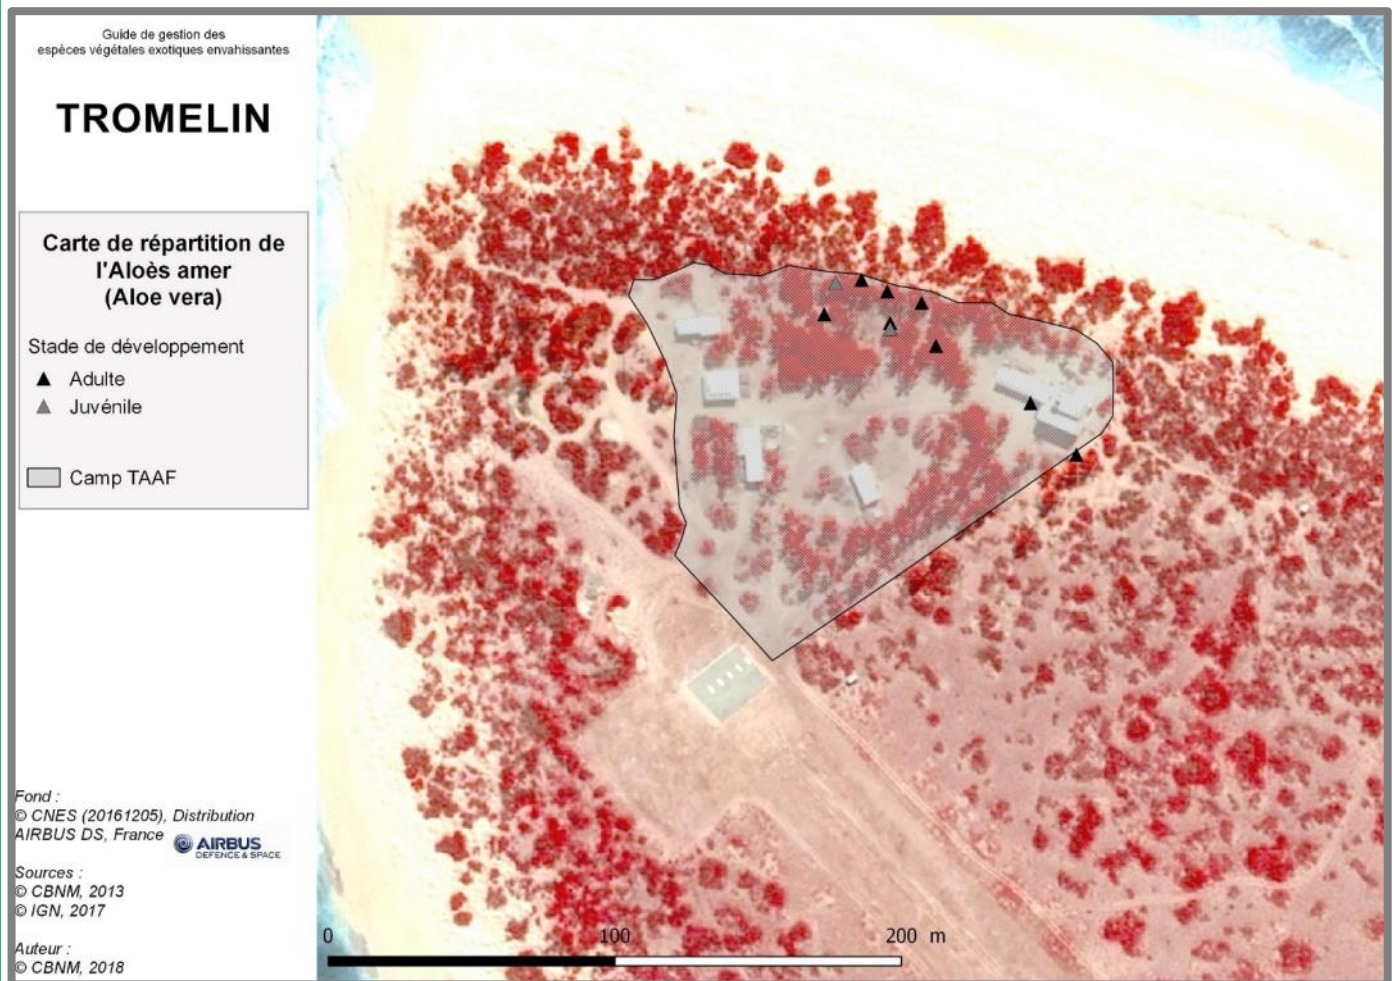 Guide de gestion des
espèces végétales exotiques envahissantes
TROMELIN
Carte de répartition de
l'Aloès amer
(Aloe vera)
Stade de développement
Adulte
Juvénile
Camp TAAF
Fond :
© CNES (20161205), Distribution
AIRBUS DS, France
AIRBUS
DEFENCE & SPACE
Sources :
© CBNM, 2013
© IGN, 2017
Auteur :
© CBNM, 2018
0 100 200 m